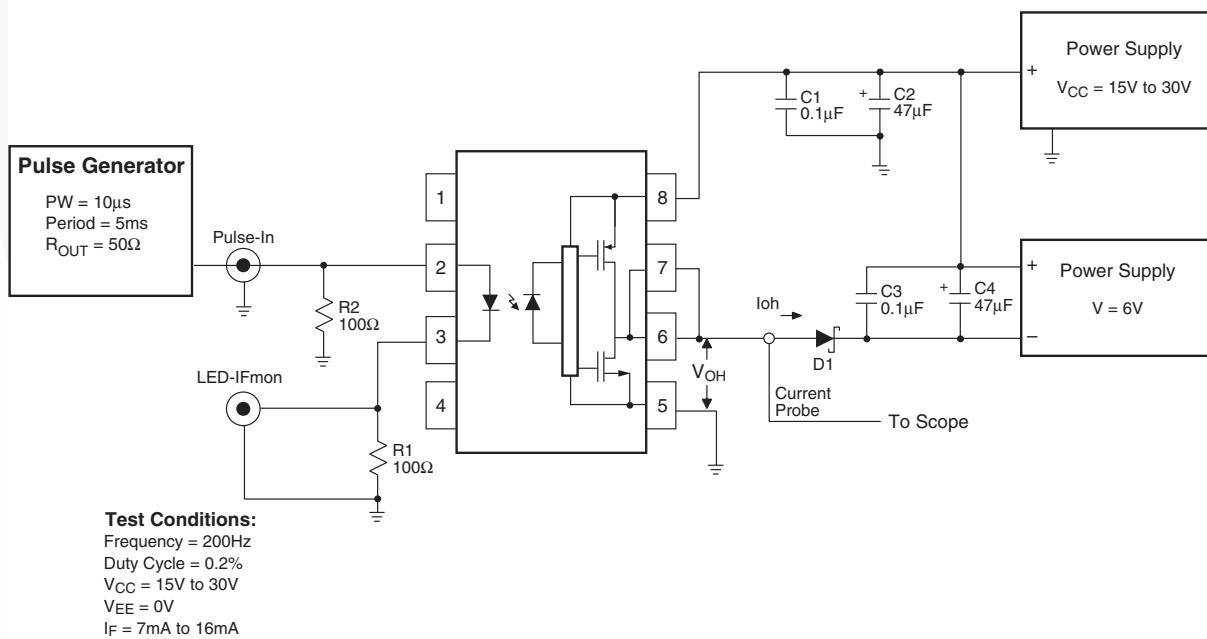 Power Supply
+
VCC = 15V to 30V
C1
0.1μF
+
C2
47μF
Pulse Generator
PW = 10μs
Period = 5ms
ROUT = 50Ω
Pulse-In
1
8
2
7
R2
100Ω
3
6
LED-IFmon
4
5
R1
100Ω
VOH
Ioh
D1
Current
Probe
To Scope
C3
0.1μF
+
C4
47μF
+
Power Supply
V = 6V
–
Test Conditions:
Frequency = 200Hz
Duty Cycle = 0.2%
VCC = 15V to 30V
VEE = 0V
IF = 7mA to 16mA